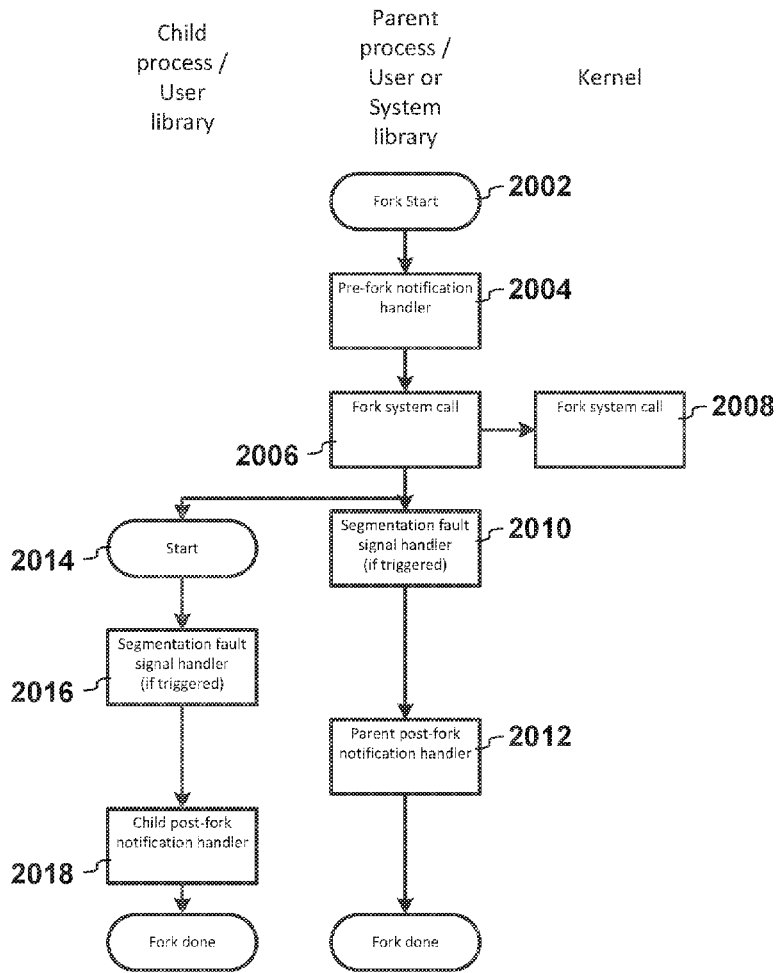 Child
process /
User
library
Parent
process /
User or
System
library
Kernel
Fork Start
2002
Pre-fork notification
handler
2004
Fork system call
2006
Fork system call
2008
Start
2014
Segmentation fault
signal handler
(if triggered)
2010
Segmentation fault
signal handler
(if triggered)
2016
Parent post-fork
notification handler
2012
Child post-fork
notification handler
2018
Fork done
Fork done